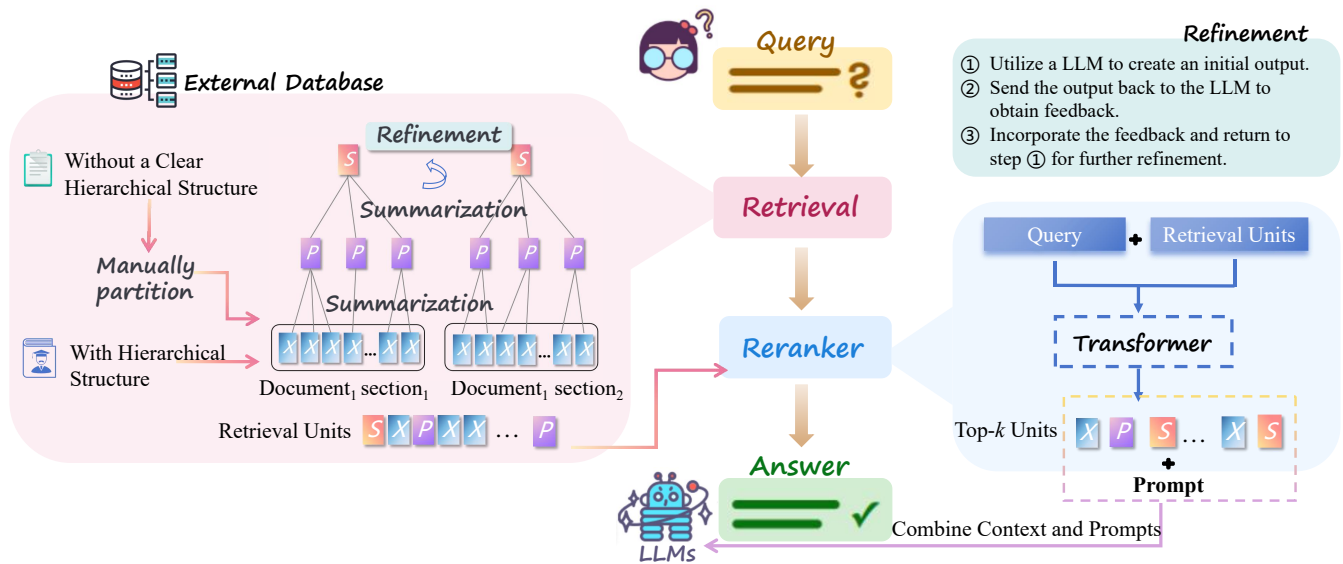 Query
?
?
External Database
Without a Clear
Hierarchical Structure
Manually
partition
With Hierarchical
Structure
Refinement
S S
Summarization
P P P P P P
Summarization
X X X X ... X X
X X X X ... X X
Document1 section1
Document1 section2
Retrieval Units S X P X X ... P
Retrieval
Reranker
Answer
LLMs
Refinement
① Utilize a LLM to create an initial output.
② Send the output back to the LLM to
obtain feedback.
③ Incorporate the feedback and return to
step ① for further refinement.
Query + Retrieval Units
Transformer
Top-k Units X P S ... X S
+
Prompt
Combine Context and Prompts